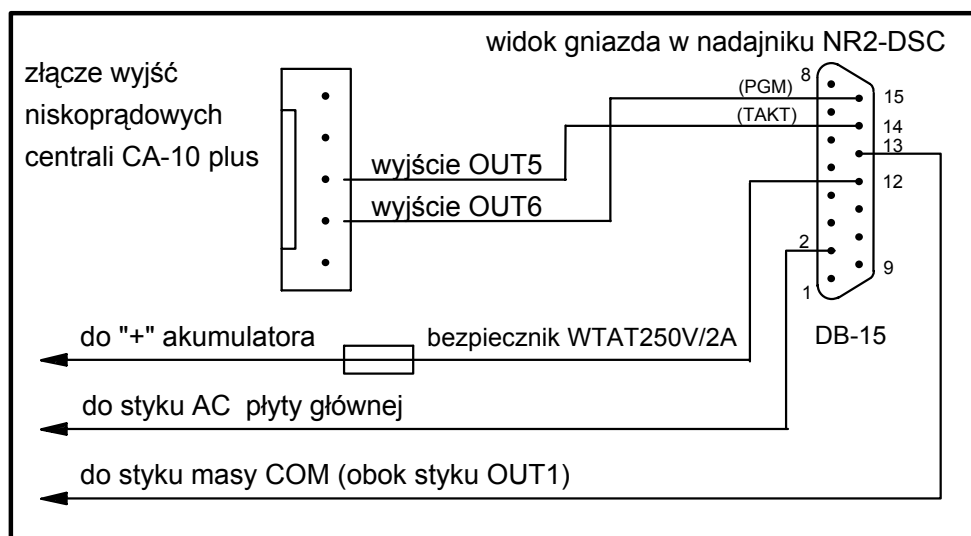 widok gniazda w nadajniku NR2-DSC
złącze wyjść
niskoprądowych
centrali CA-10 plus
8
(PGM)
15
(TAKT)
14
13
wyjście OUT5
12
wyjście OUT6
2
9
1
do "+" akumulatora
bezpiecznik WTAT250V/2A
DB-15
do styku AC płyty głównej
do styku masy COM (obok styku OUT1)